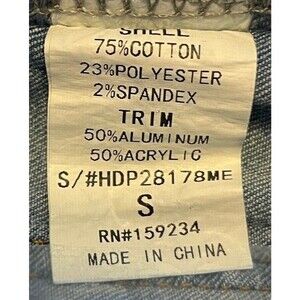 SHELL
75%COTTON
23%POLYESTER
2%SPANDEX
TRIM
50%ALUMINUM
50%ACRYLIC
S/#HDP28178ME
S
RN#159234
MADE IN CHINA